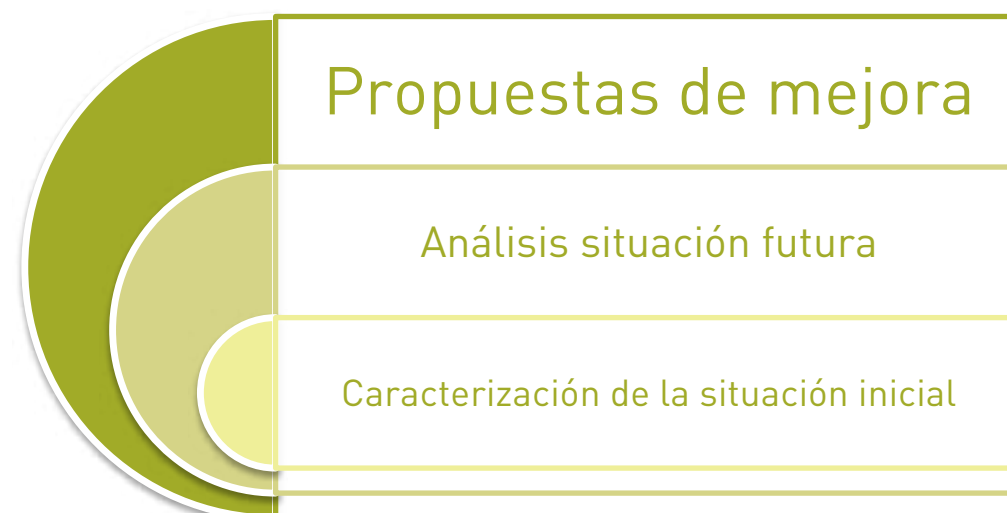 Propuestas de mejora
Análisis situación futura
Caracterización de la situación inicial